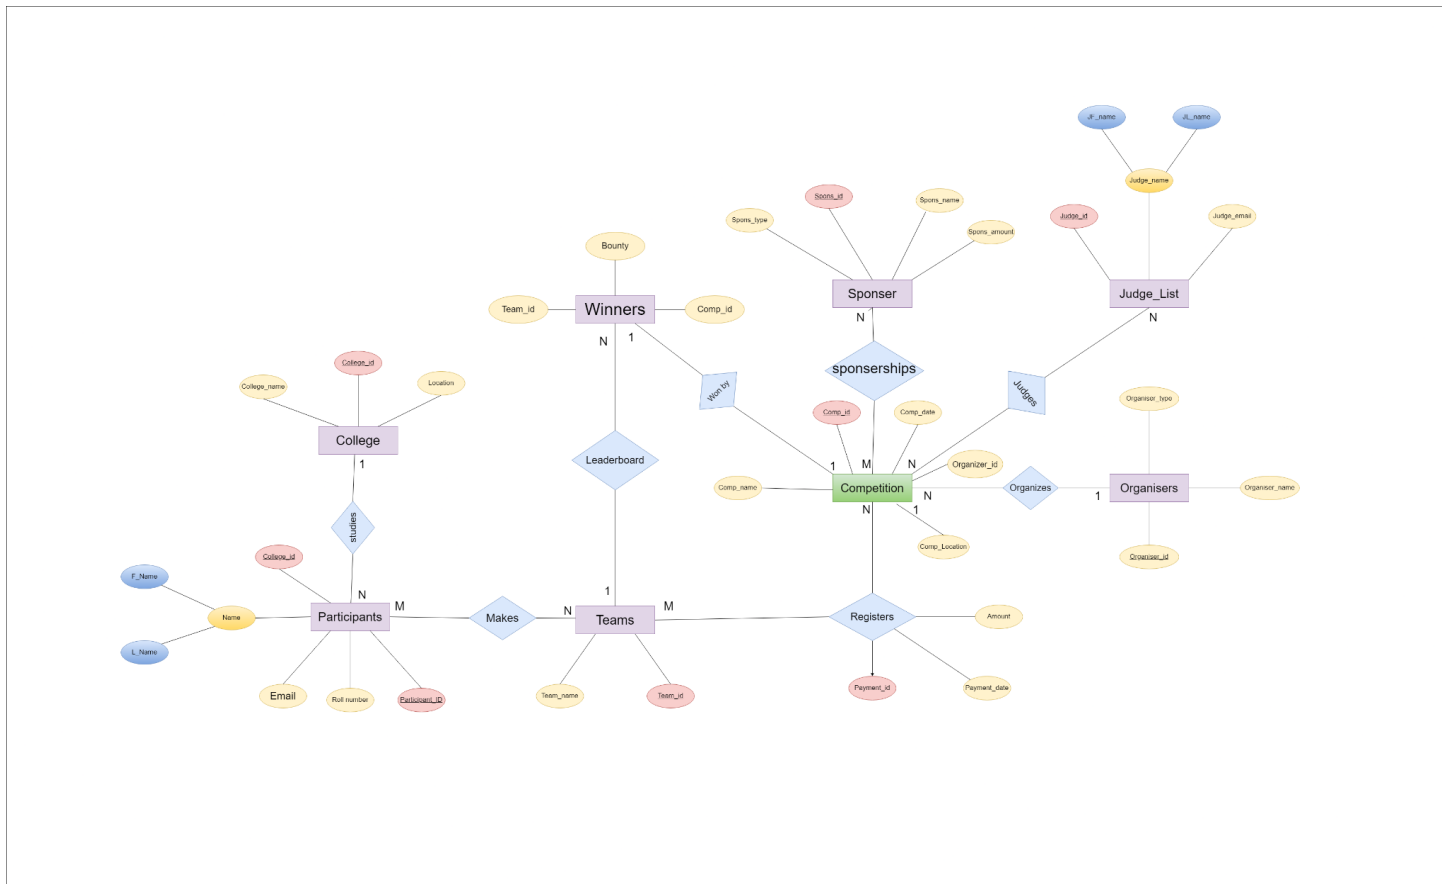 JF_name
JL_name
Judge_name
Spons_id
Spons_name
Spons_type
Spons_amount
Judge_id
Judge_email
Bounty
Sponser
Judge_List
Team_id
Winners
Comp_id
N
N
N
1
College_id
College_name
Location
sponserships
Won by
Judges
Comp_id
Comp_date
Organiser_typo
College
1
Leaderboard
1
M
N
Organizer_id
Comp_name
Competition
N
Organizes
1
Organisers
Organiser_name
N
1
studies
College_id
Comp_Location
Organiser_id
F_Name
N
M
1
M
Name
Participants
Makes
N
Teams
Registers
Amount
L_Name
Email
Roll number
Participant_ID
Team_name
Team_id
Payment_id
Payment_date